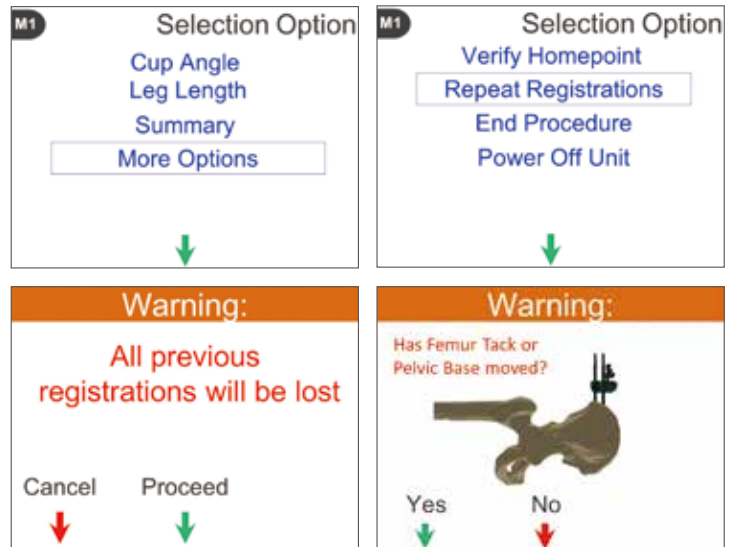 M1
Selection Option
Cup Angle
Leg Length
Summary
More Options
M1
Selection Option
Verify Homepoint
Repeat Registrations
End Procedure
Power Off Unit
Warning:
All previous
registrations will be lost
Cancel Proceed
Warning:
Has Femur Tack or
Pelvic Base moved?
Yes No